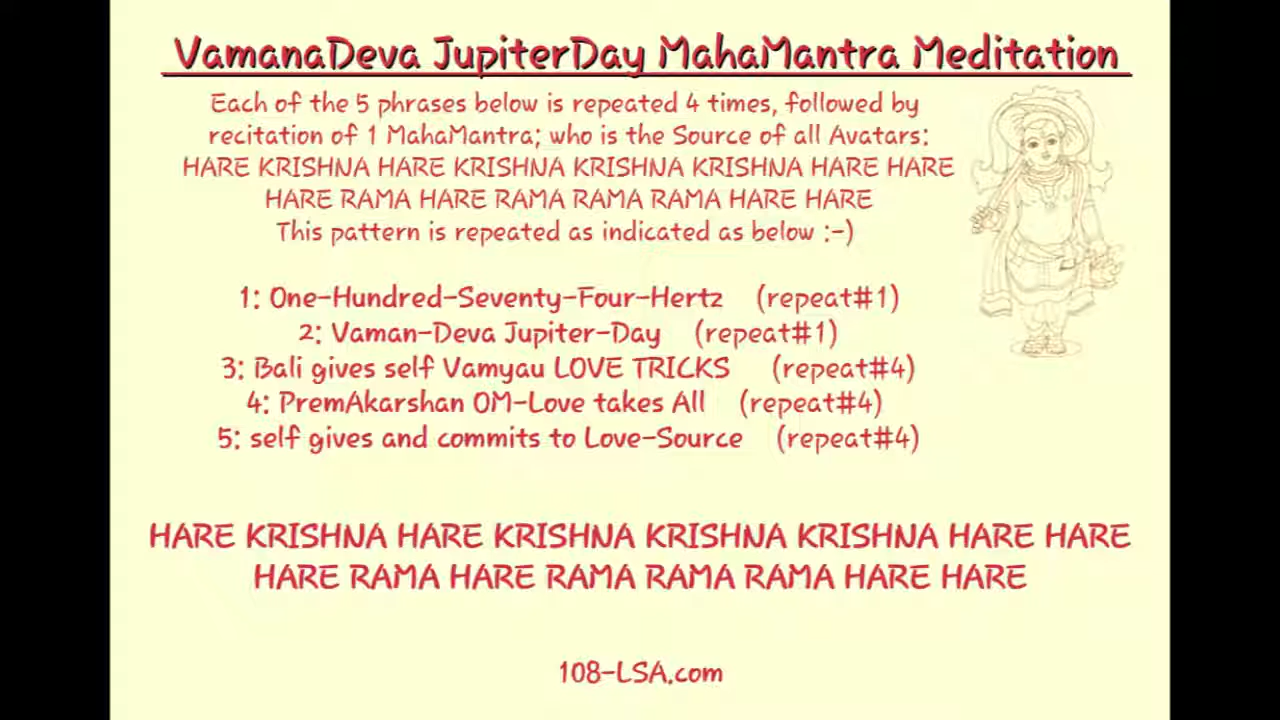 VamanaDeva JupiterDay MahaMantra Meditation
Each of the 5 phrases below is repeated 4 times, followed by
recitation of 1 MahaMantra; who is the Source of all Avatars:
HARE KRISHNA HARE KRISHNA KRISHNA KRISHNA HARE HARE
HARE RAMA HARE RAMA RAMA RAMA HARE HARE
This pattern is repeated as indicated as below :-)
1: One-Hundred-Seventy-Four-Hertz (repeat#1)
2: Vaman-Deva Jupiter-Day (repeat#1)
3: Bali gives self Vamyau LOVE TRICKS (repeat#4)
4: PremAkarshan OM-Love takes All (repeat#4)
5: self gives and commits to Love-Source (repeat#4)
HARE KRISHNA HARE KRISHNA KRISHNA KRISHNA HARE HARE
HARE RAMA HARE RAMA RAMA RAMA HARE HARE
108-LSA.com